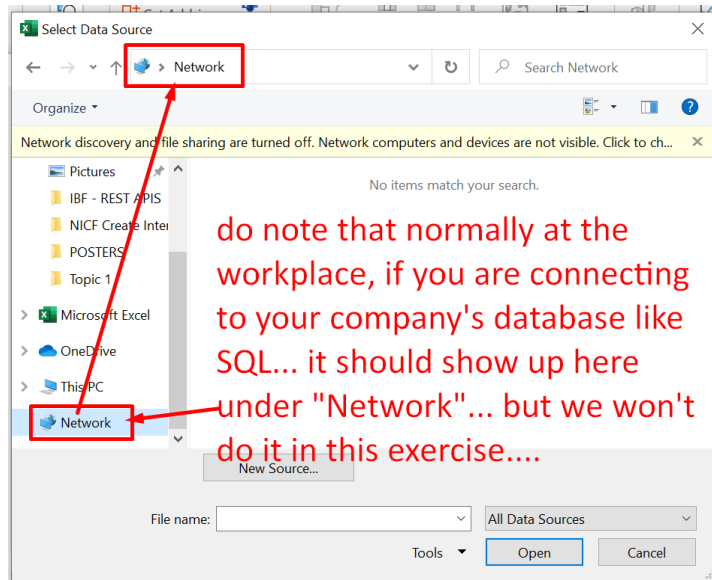 Select Data Source
Network
Search Network
Organize
Network discovery and file sharing are turned off. Network computers and devices are not visible. Click to ch...
Pictures
IBF - REST APIS
NICF Create Inter
POSTERS
Topic 1
Microsoft Excel
OneDrive
This PC
Network
No items match your search.
do note that normally at the
workplace, if you are connecting
to your company's database like
SQL... it should show up here
under "Network"... but we won't
do it in this exercise....
New Source...
File name:
All Data Sources
Tools
Open
Cancel